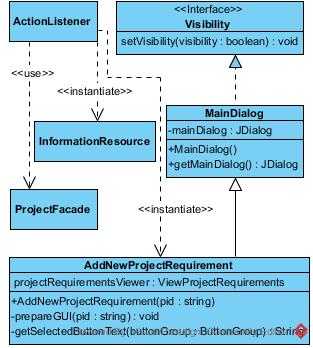 ActionListener
<<Interface>>
Visibility
setVisibility(visibility : boolean) : void
<<use>>
<<instantiate>>
MainDialog
-mainDialog : JDialog
+MainDialog()
+getMainDialog() : JDialog
InformationResource
ProjectFacade
<<instantiate>>
AddNewProjectRequirement
projectRequirementsViewer : ViewProjectRequirements
+AddNewProjectRequirement(pid : string)
-prepareGUI(pid : string) : void
-getSelectedButtonText(buttonGroup : ButtonGroup) : String